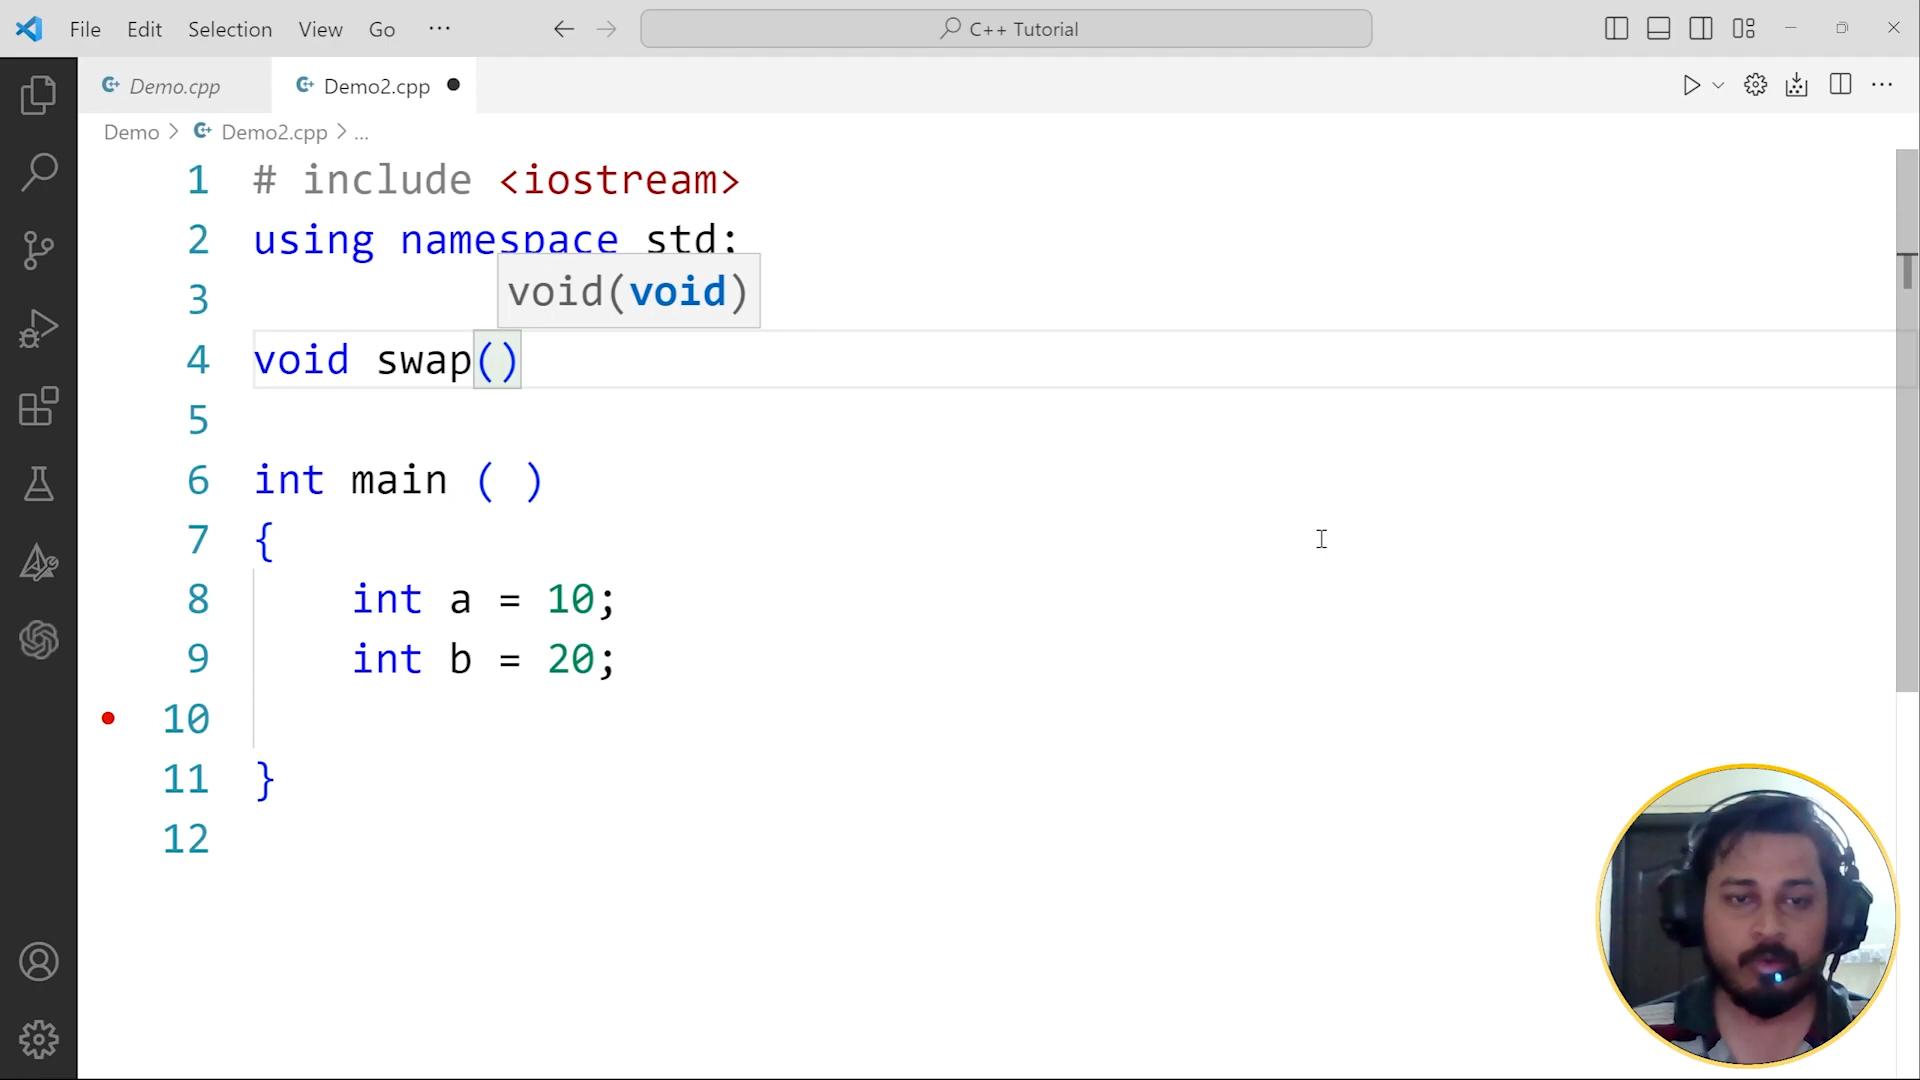 File Edit Selection View Go ··· C++ Tutorial
Demo.cpp Demo2.cpp
Demo > Demo2.cpp > ...
1 # include <iostream>
2 using namespace std;
void(void)
3
4 void swap()
5
6 int main ( )
7 {
8 int a = 10;
9 int b = 20;
10
11 }
12